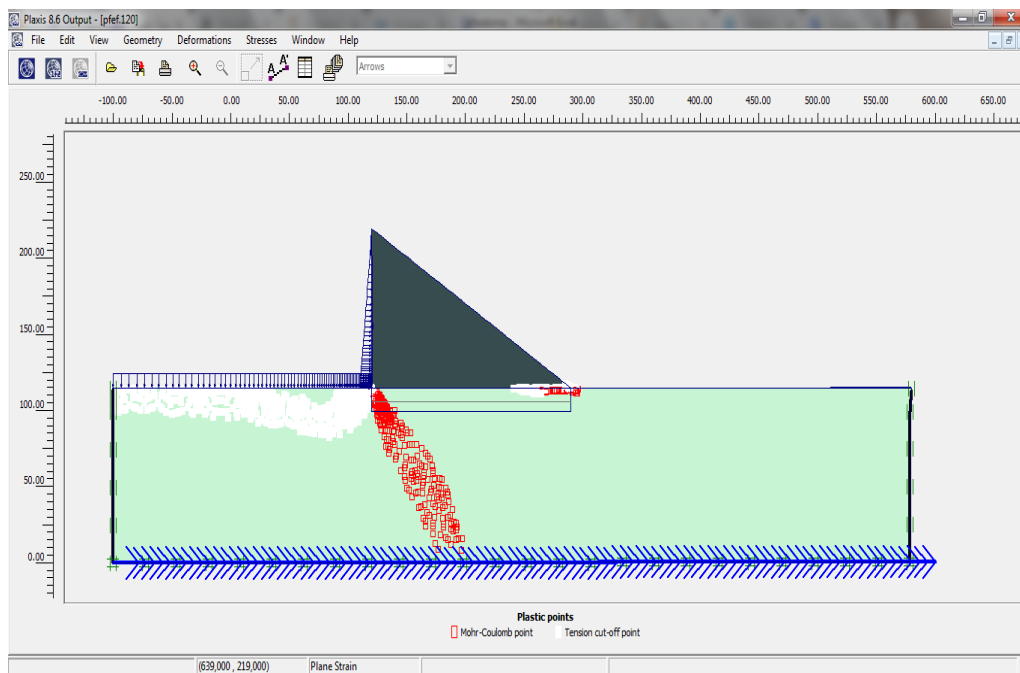 Plaxis 8.6 Output - [pfef.120]
File Edit View Geometry Deformations Stresses Window Help
A A' Arrows
-100.00 -50.00 0.00 50.00 100.00 150.00 200.00 250.00 300.00 350.00 400.00 450.00 500.00 550.00 600.00 650.00
250.00
200.00
150.00
100.00
50.00
0.00
Plastic points
Mohr-Coulomb point Tension cut-off point
(639,000 , 219,000) Plane Strain